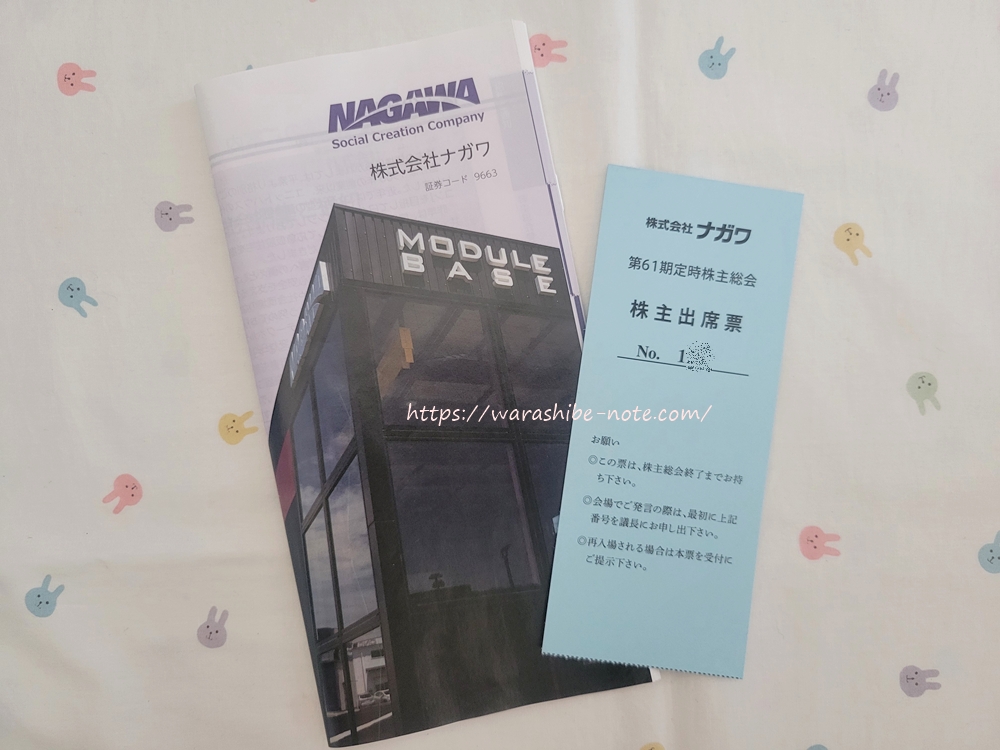 NAGAWA
Social Creation Company
株式会社ナガワ
証券コード 9663
MODULE
BASE
https://warashibe-note.com/
株式会社 ナガワ
第61期定時株主総会
株主出席票
No. 1
お願い
◎この票は、株主総会終了までお持
ち下さい。
◎会場でご発言の際は、最初に上記
番号を議長にお申し出下さい。
◎再入場される場合は本票を受付に
ご提示下さい。